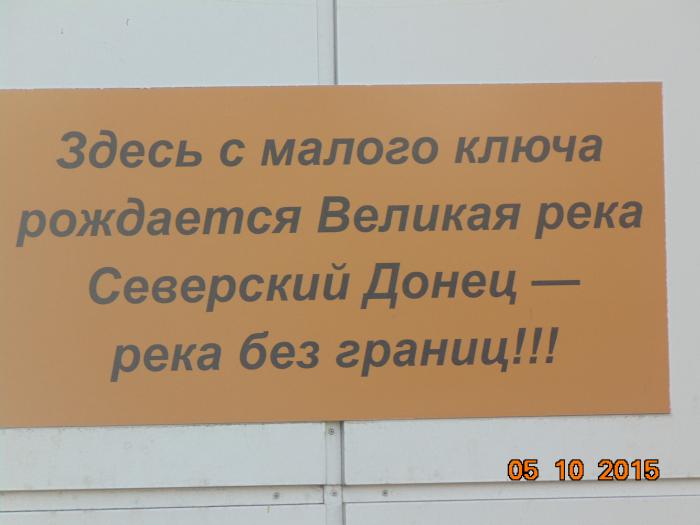 Здесь с малого ключа
рождается Великая река
Северский Донец —
река без границ!!!
05 10 2015